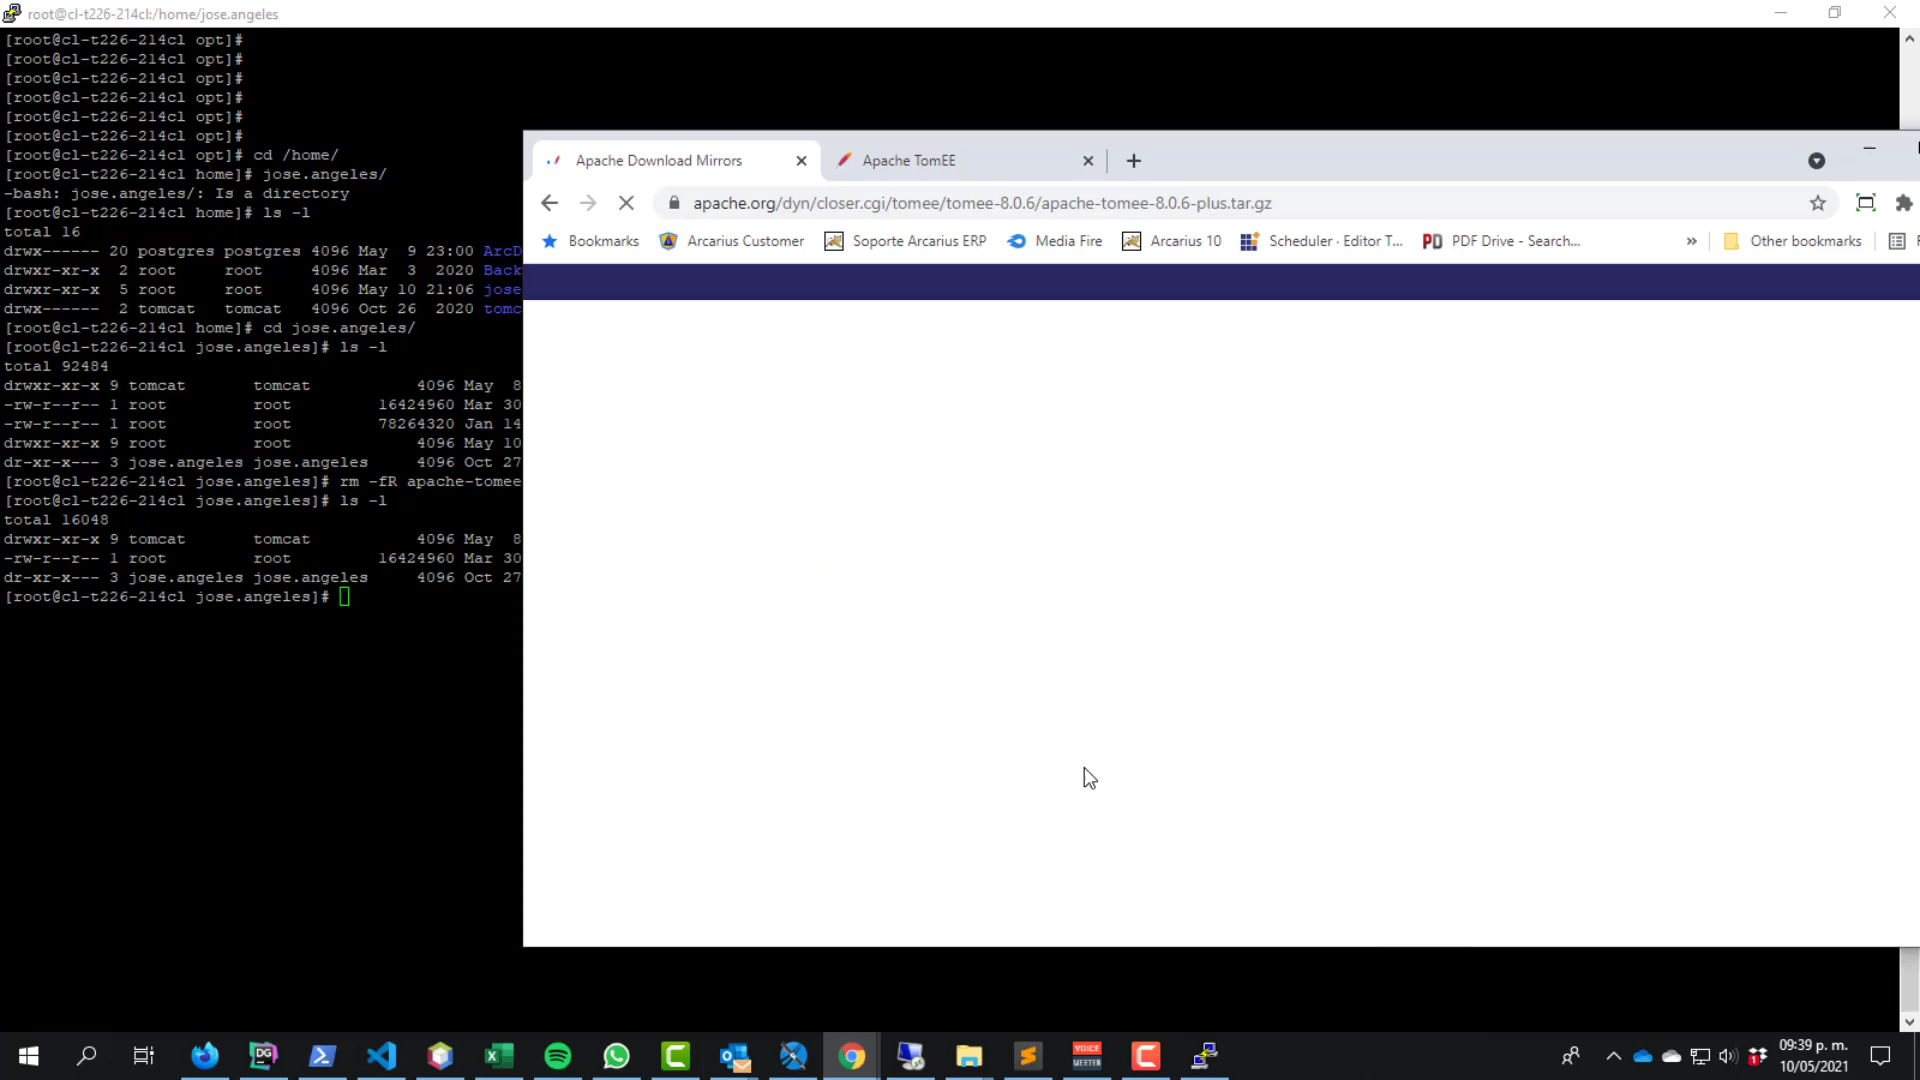 root@cl-t226-214cl:/home/jose.angeles
[root@cl-t226-214cl opt]#
[root@cl-t226-214cl opt]#
[root@cl-t226-214cl opt]#
[root@cl-t226-214cl opt]#
[root@cl-t226-214cl opt]#
[root@cl-t226-214cl opt]#
[root@cl-t226-214cl opt]# cd /home/
[root@cl-t226-214cl home]# jose.angeles/
-bash: jose.angeles/: Is a directory
[root@cl-t226-214cl home]# ls -l
total 16
drwx------ 20 postgres postgres 4096 May  9 23:00 ArcD
drwxr-xr-x  2 root     root     4096 Mar  3  2020 Back
drwxr-xr-x  5 root     root     4096 May 10 21:06 jose
drwx------  2 tomcat   tomcat   4096 Oct 26  2020 tomc
[root@cl-t226-214cl home]# cd jose.angeles/
[root@cl-t226-214cl jose.angeles]# ls -l
total 92484
drwxr-xr-x 9 tomcat       tomcat           4096 May  8
-rw-r--r-- 1 root         root         16424960 Mar 30
-rw-r--r-- 1 root         root         78264320 Jan 14
drwxr-xr-x 9 root         root             4096 May 10
dr-xr-x--- 3 jose.angeles jose.angeles     4096 Oct 27
[root@cl-t226-214cl jose.angeles]# rm -fR apache-tomee
[root@cl-t226-214cl jose.angeles]# ls -l
total 16048
drwxr-xr-x 9 tomcat       tomcat           4096 May  8
-rw-r--r-- 1 root         root         16424960 Mar 30
dr-xr-x--- 3 jose.angeles jose.angeles     4096 Oct 27
[root@cl-t226-214cl jose.angeles]#
Apache Download Mirrors
Apache TomEE
apache.org/dyn/closer.cgi/tomee/tomee-8.0.6/apache-tomee-8.0.6-plus.tar.gz
Bookmarks Arcarius Customer Soporte Arcarius ERP Media Fire Arcarius 10 Scheduler · Editor T... PD PDF Drive - Search... » Other bookmarks
DG
VOICE MEETER
1
09:39 p. m.
10/05/2021